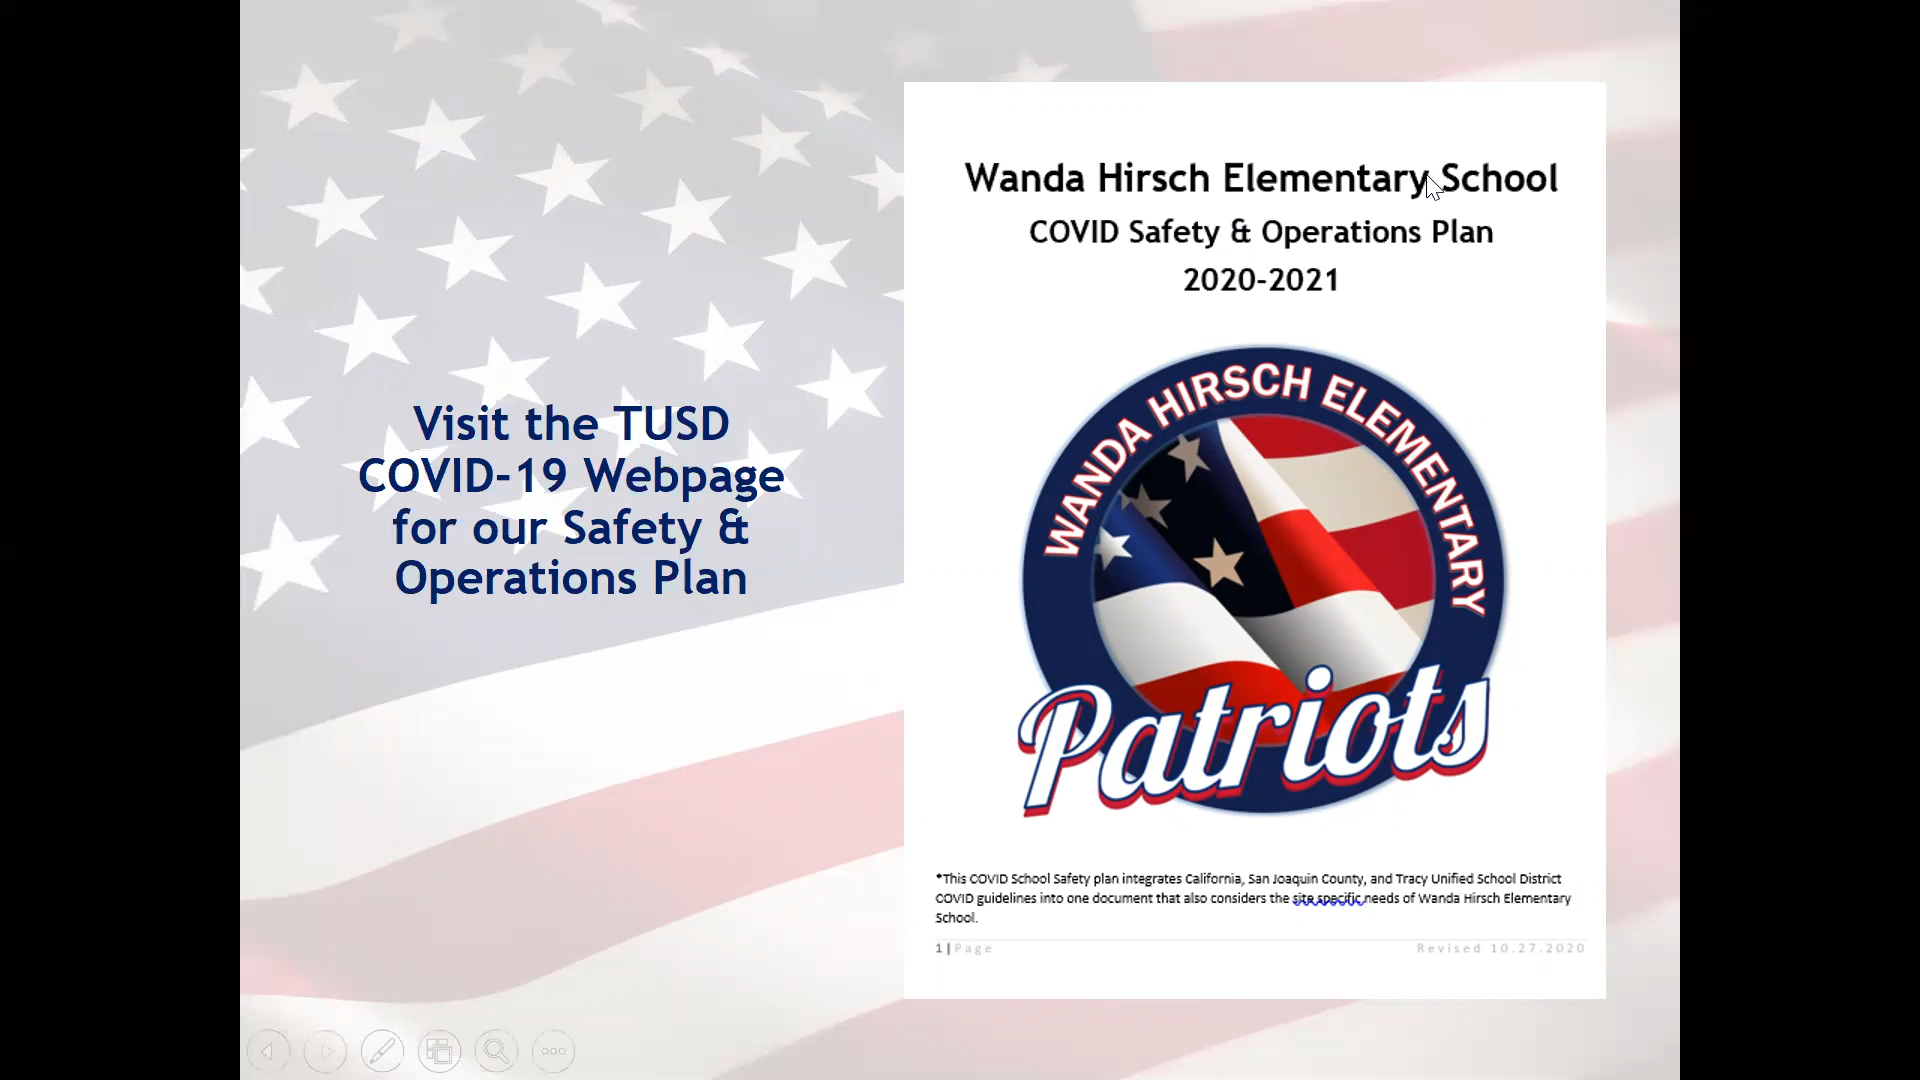 Visit the TUSD
COVID-19 Webpage
for our Safety &
Operations Plan
Wanda Hirsch Elementary School
COVID Safety & Operations Plan
2020-2021
WANDA HIRSCH ELEMENTARY
Patriots
*This COVID School Safety plan integrates California, San Joaquin County, and Tracy Unified School District
COVID guidelines into one document that also considers the site specific needs of Wanda Hirsch Elementary
School.
1 | Page
Revised 10.27.2020